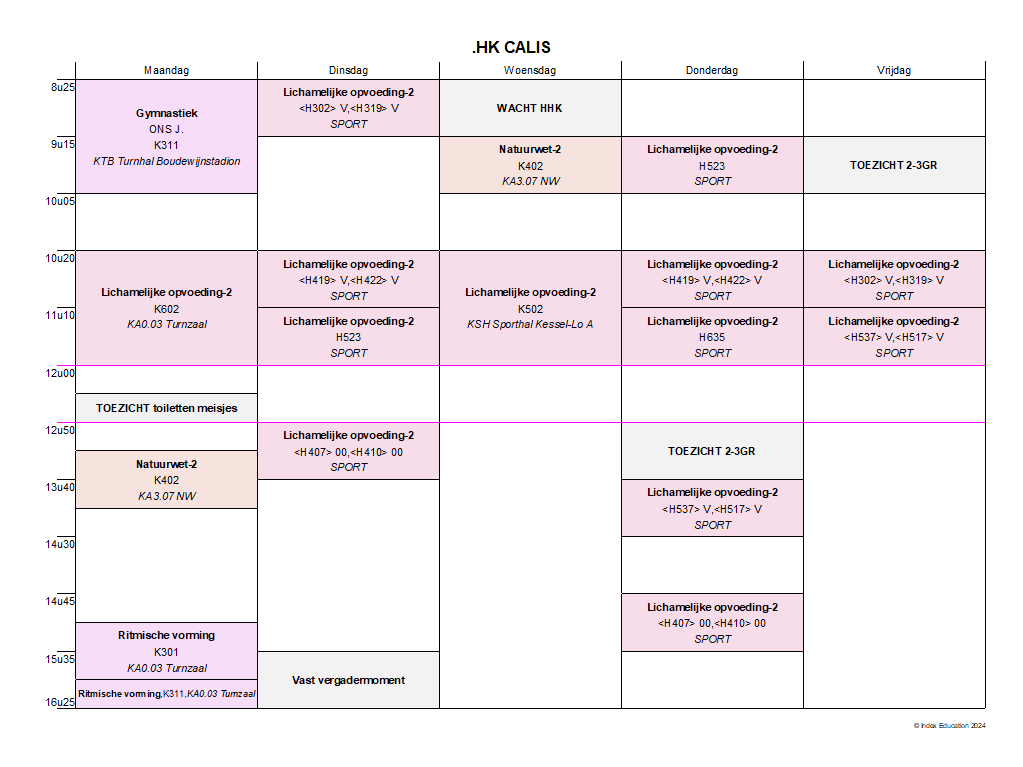 .HK CALIS
Maandag
Dinsdag
Woensdag
Donderdag
Vrijdag
8u25
9u15
10u05
10u20
11u10
12u00
12u50
13u40
14u30
14u45
15u35
16u25
Gymnastiek
ONS J.
K311
KTB Turnhal Boudewijnstadion
Lichamelijke opvoeding-2
K602
KA0.03 Turnzaal
TOEZICHT toiletten meisjes
Natuurwet-2
K402
KA3.07 NW
Ritmische vorming
K301
KA0.03 Turnzaal
Ritmische vorming,K311,KA0.03 Turnzaal
Lichamelijke opvoeding-2
<H302> V,<H319> V
SPORT
Lichamelijke opvoeding-2
<H419> V,<H422> V
SPORT
Lichamelijke opvoeding-2
H523
SPORT
Lichamelijke opvoeding-2
<H407> 00,<H410> 00
SPORT
Vast vergadermoment
WACHT HHK
Natuurwet-2
K402
KA3.07 NW
Lichamelijke opvoeding-2
K502
KSH Sporthal Kessel-Lo A
Lichamelijke opvoeding-2
H523
SPORT
Lichamelijke opvoeding-2
<H419> V,<H422> V
SPORT
Lichamelijke opvoeding-2
H635
SPORT
TOEZICHT 2-3GR
Lichamelijke opvoeding-2
<H537> V,<H517> V
SPORT
Lichamelijke opvoeding-2
<H407> 00,<H410> 00
SPORT
TOEZICHT 2-3GR
Lichamelijke opvoeding-2
<H302> V,<H319> V
SPORT
Lichamelijke opvoeding-2
<H537> V,<H517> V
SPORT
© Index Education 2024